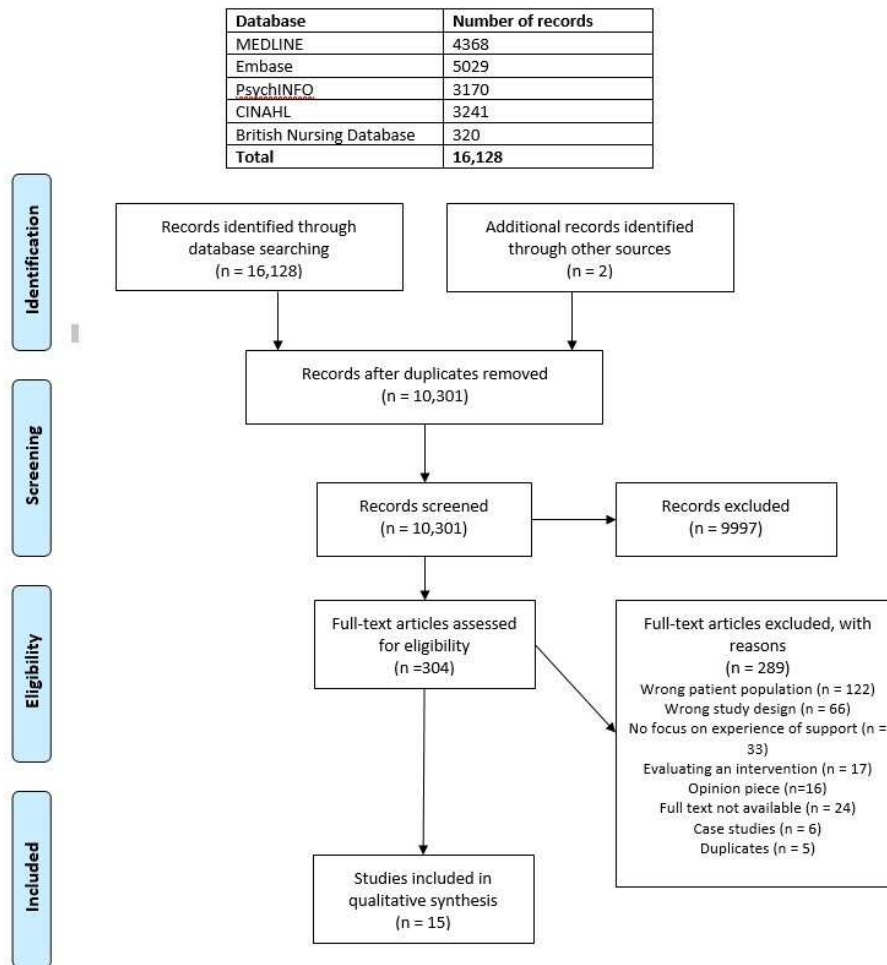 Database Number of records
MEDLINE 4368
Embase 5029
PsychINFO 3170
CINAHL 3241
British Nursing Database 320
Total 16,128
Identification
Records identified through
database searching
(n = 16,128)
Additional records identified
through other sources
(n = 2)
Records after duplicates removed
(n = 10,301)
Screening
Records screened
(n = 10,301)
Records excluded
(n = 9997)
Eligibility
Full-text articles assessed
for eligibility
(n =304)
Full-text articles excluded, with
reasons
(n = 289)
Wrong patient population (n = 122)
Wrong study design (n = 66)
No focus on experience of support (n =
33)
Evaluating an intervention (n = 17)
Opinion piece (n=16)
Full text not available (n = 24)
Case studies (n = 6)
Duplicates (n = 5)
Included
Studies included in
qualitative synthesis
(n = 15)